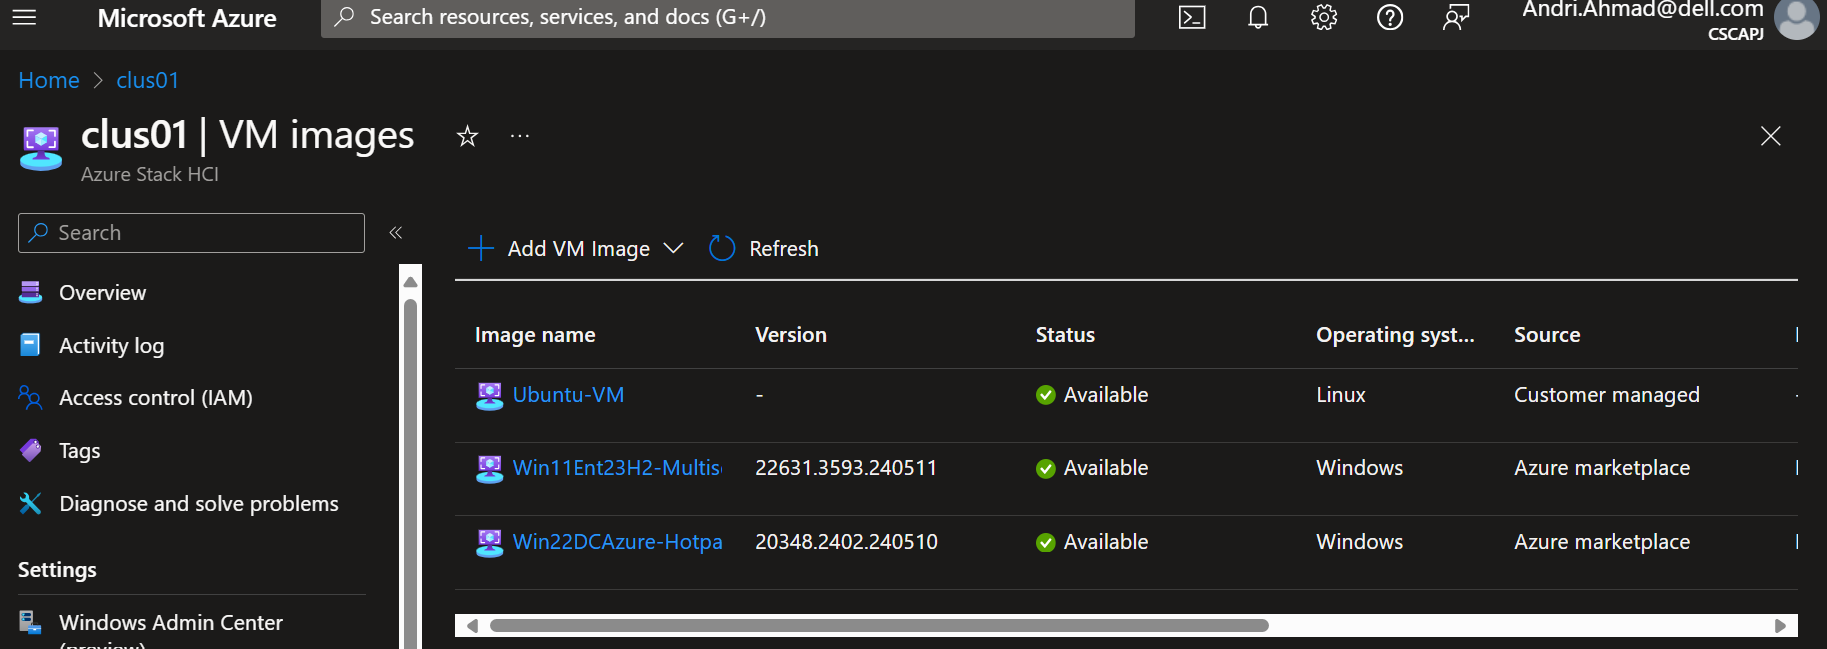 Microsoft Azure
Search resources, services, and docs (G+/)
Andri.Ahmad@dell.com
CSCAPJ
Home > clus01
clus01 | VM images
...
Azure Stack HCI
Search
«
Add VM Image
Refresh
Overview
Activity log
Access control (IAM)
Tags
Diagnose and solve problems
Settings
Windows Admin Center
(preview)
Image name Version Status Operating syst... Source
Ubuntu-VM - Available Linux Customer managed -
Win11Ent23H2-Multis 22631.3593.240511 Available Windows Azure marketplace
Win22DCAzure-Hotpa 20348.2402.240510 Available Windows Azure marketplace